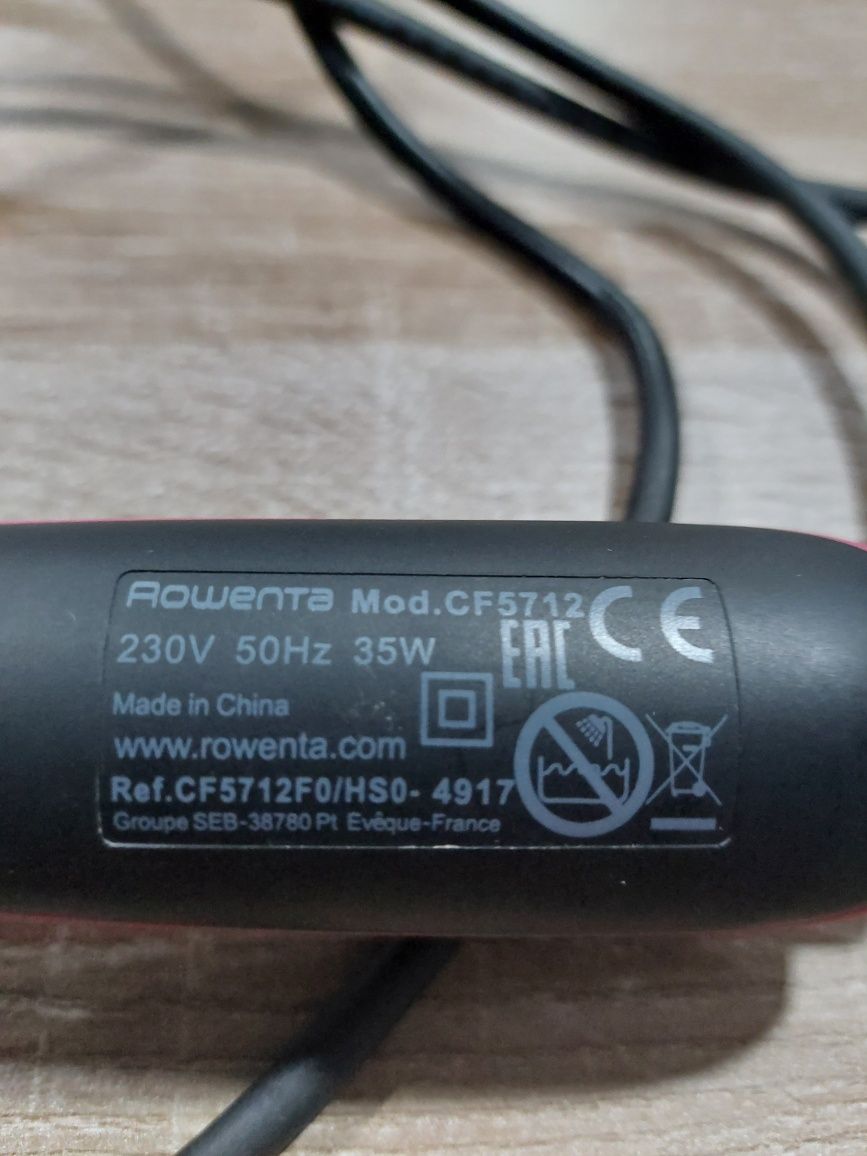 Rowenta Mod.CF5712 CE
230V 50Hz 35W EAC
Made in China
www.rowenta.com
Ref.CF5712F0/HS0- 4917
Groupe SEB-38780 Pt Evêque-France